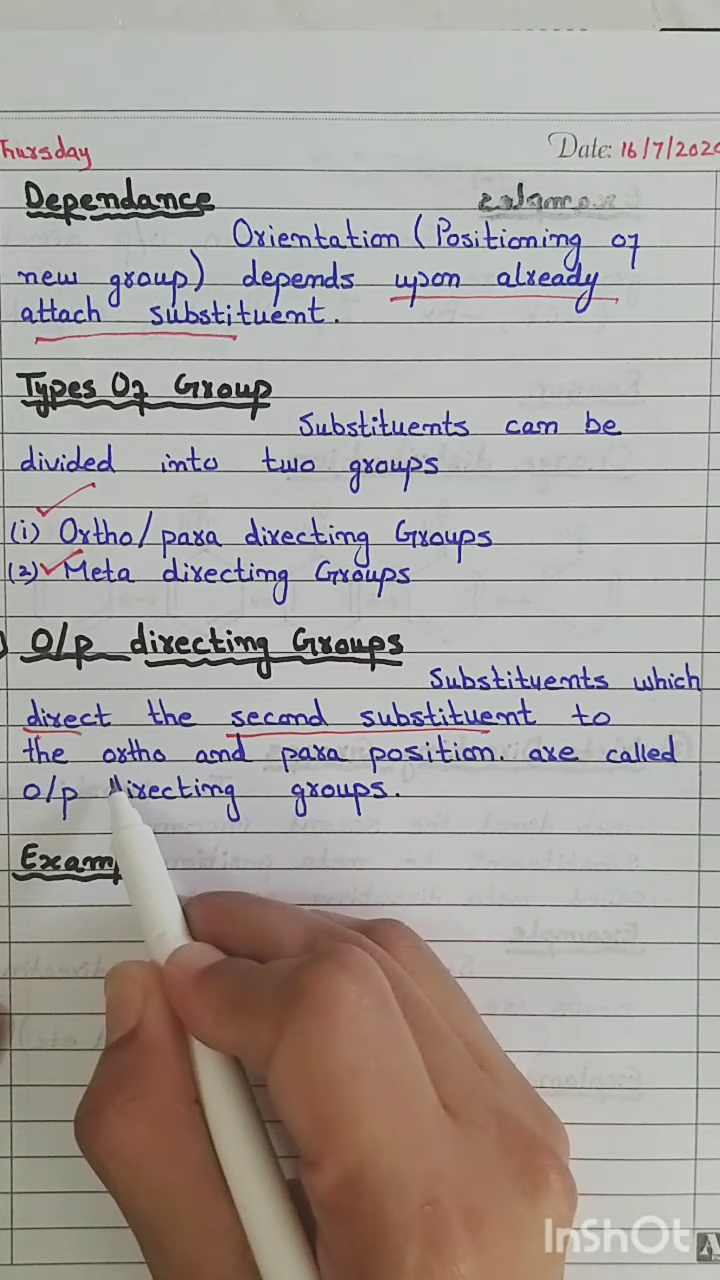 Thursday
Date: 16/7/2020
Dependance
Orientation (Positioning of
new group) depends upon already
attach substituent.
Types Of Group
Substituents can be
divided into two groups
(i) Ortho/para directing Groups
(2) Meta directing Groups
O/p directing Groups
Substituents which
direct the second substituent to
the ortho and para position. are called
o/p directing groups.
Exam
InShOt